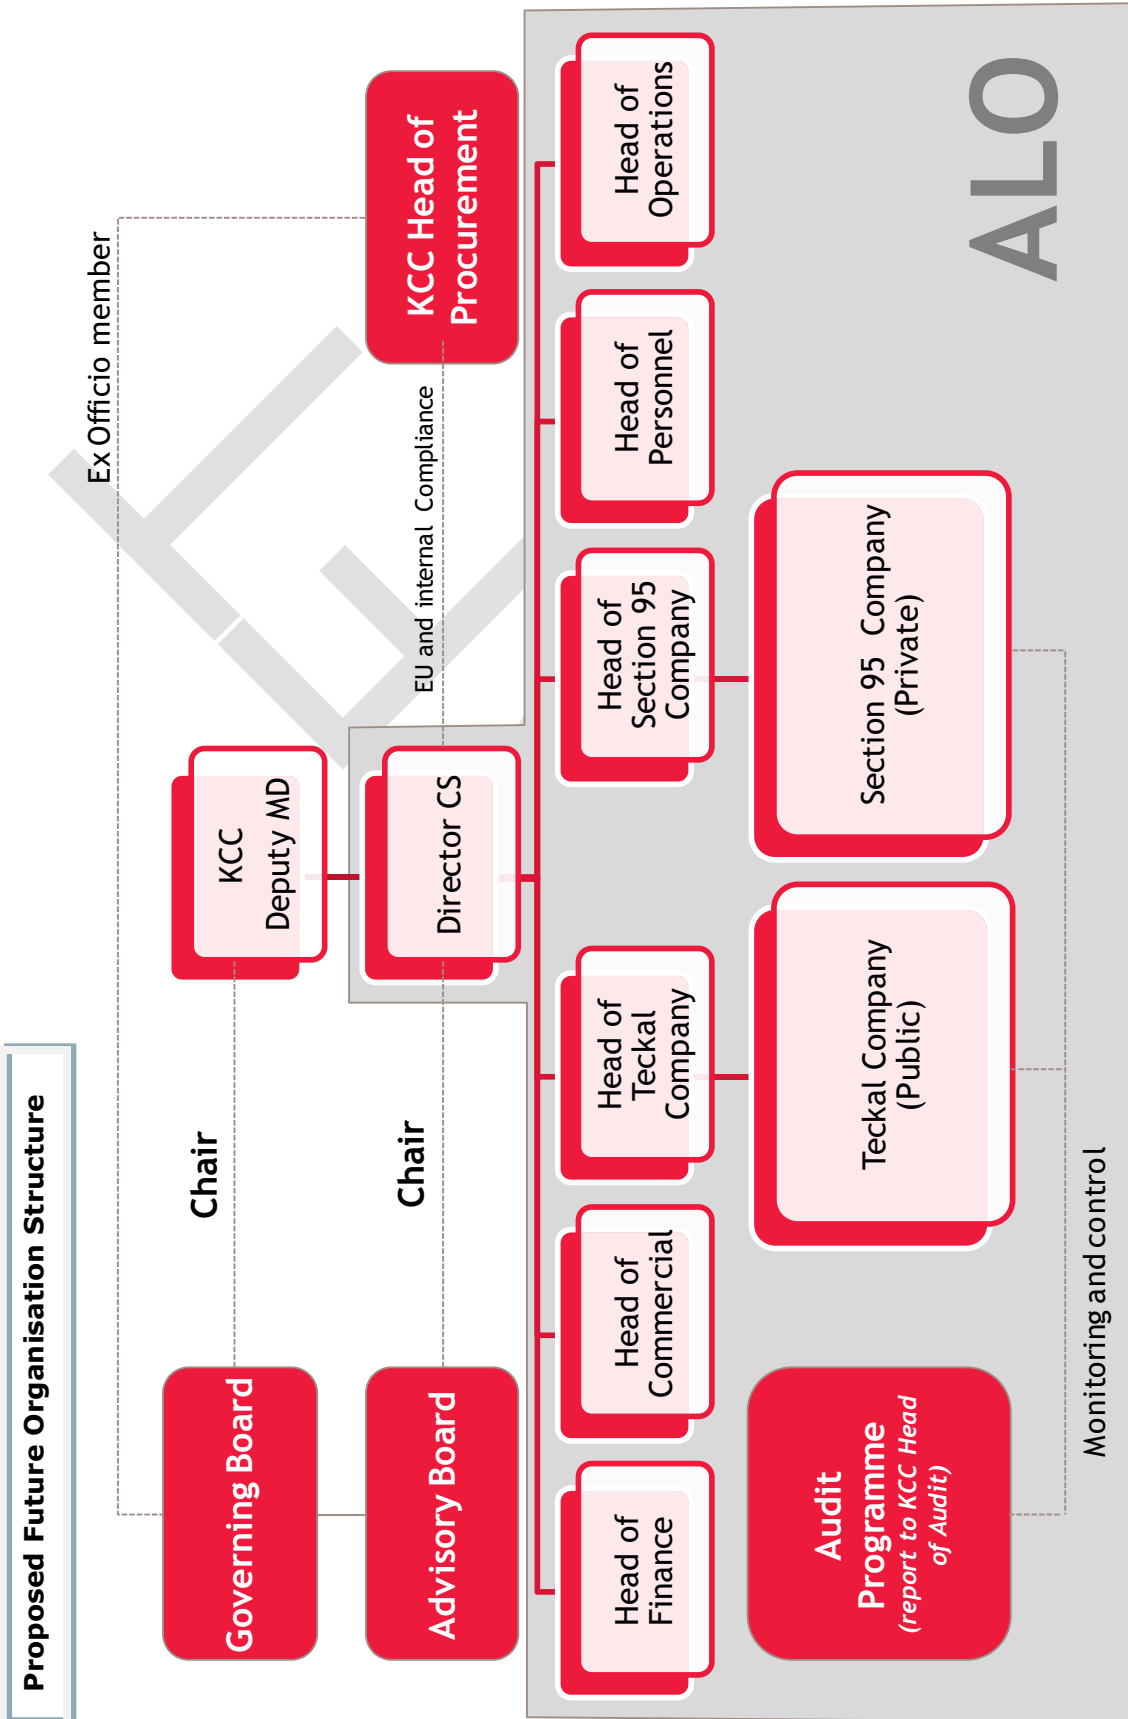 Proposed Future Organisation Structure
Ex Officio member
Governing Board
Chair
KCC
Deputy MD
Advisory Board
Chair
Director CS
EU and internal Compliance
KCC Head of
Procurement
Head of
Finance
Head of
Commercial
Head of
Teckal
Company
Head of
Section 95
Company
Head of
Personnel
Head of
Operations
Audit
Programme
(report to KCC Head
of Audit)
Teckal Company
(Public)
Section 95 Company
(Private)
ALO
Monitoring and control